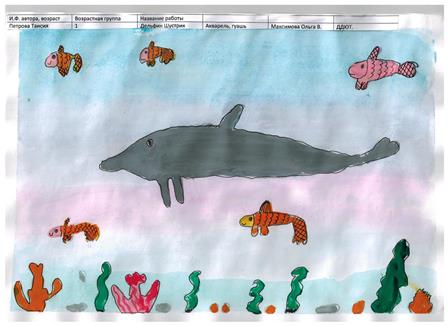 И.Ф. автора, возраст Возрастная группа Название работы
Петрова Таисия 1 Дельфин Шустрик Акварель, гуашь Максимова Ольга В. ДДЮТ.